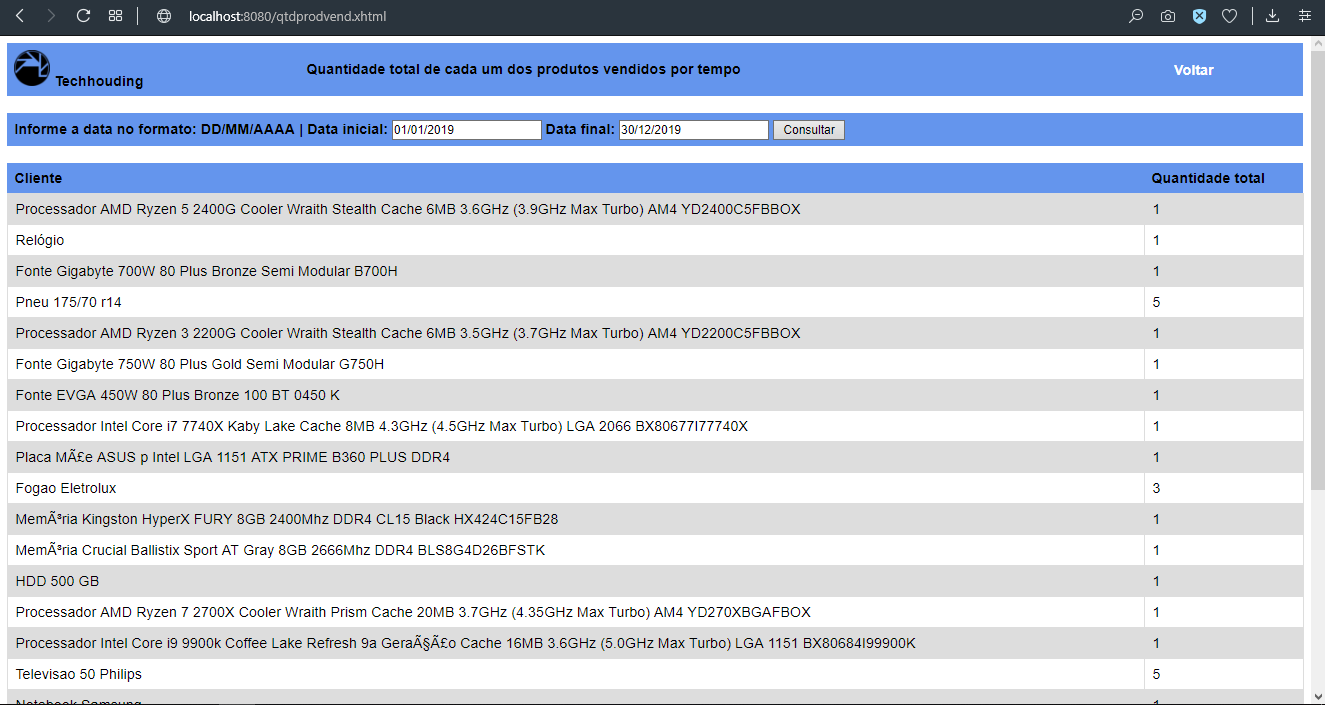 localhost:8080/qtdprodvend.xhtml
Techhouding Quantidade total de cada um dos produtos vendidos por tempo Voltar
Informe a data no formato: DD/MM/AAAA | Data inicial: 01/01/2019 Data final: 30/12/2019 Consultar
Cliente Quantidade total
Processador AMD Ryzen 5 2400G Cooler Wraith Stealth Cache 6MB 3.6GHz (3.9GHz Max Turbo) AM4 YD2400C5FBBOX 1
Relógio 1
Fonte Gigabyte 700W 80 Plus Bronze Semi Modular B700H 1
Pneu 175/70 r14 5
Processador AMD Ryzen 3 2200G Cooler Wraith Stealth Cache 6MB 3.5GHz (3.7GHz Max Turbo) AM4 YD2200C5FBBOX 1
Fonte Gigabyte 750W 80 Plus Gold Semi Modular G750H 1
Fonte EVGA 450W 80 Plus Bronze 100 BT 0450 K 1
Processador Intel Core i7 7740X Kaby Lake Cache 8MB 4.3GHz (4.5GHz Max Turbo) LGA 2066 BX80677I77740X 1
Placa MÃ£e ASUS p Intel LGA 1151 ATX PRIME B360 PLUS DDR4 1
Fogao Eletrolux 3
MemÃ³ria Kingston HyperX FURY 8GB 2400Mhz DDR4 CL15 Black HX424C15FB28 1
MemÃ³ria Crucial Ballistix Sport AT Gray 8GB 2666Mhz DDR4 BLS8G4D26BFSTK 1
HDD 500 GB 1
Processador AMD Ryzen 7 2700X Cooler Wraith Prism Cache 20MB 3.7GHz (4.35GHz Max Turbo) AM4 YD270XBGAFBOX 1
Processador Intel Core i9 9900k Coffee Lake Refresh 9a GeraÃ§Ã£o Cache 16MB 3.6GHz (5.0GHz Max Turbo) LGA 1151 BX80684I99900K 1
Televisao 50 Philips 5
Notebook Samsung 1